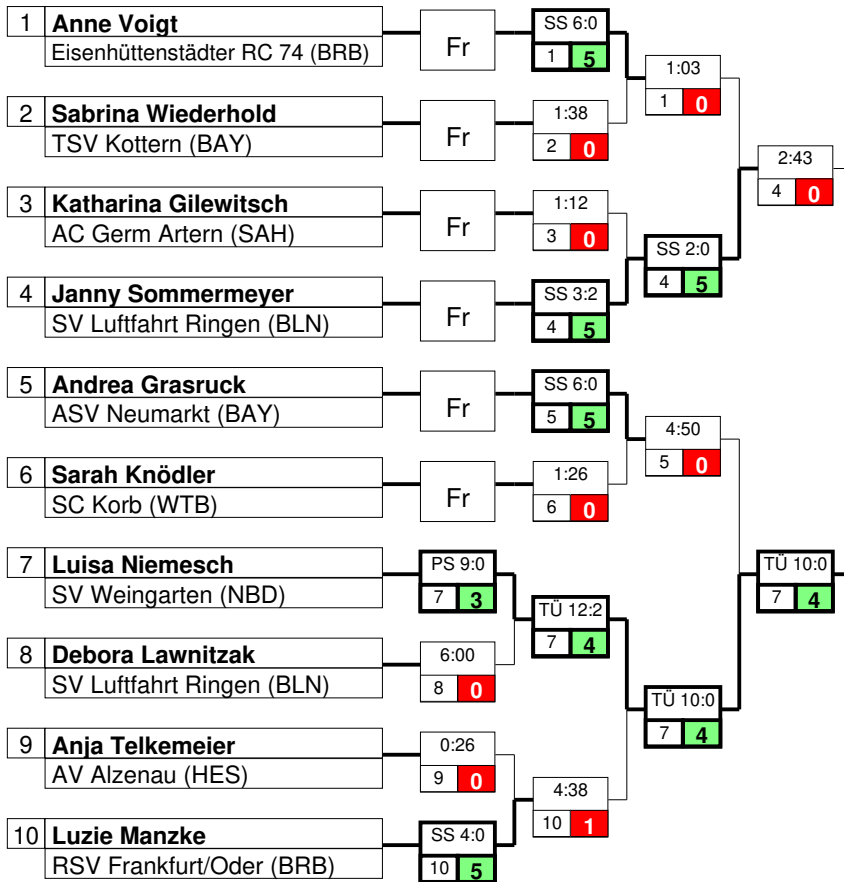 1 Anne Voigt
Eisenhüttenstädter RC 74 (BRB)
Fr
SS 6:0
1 5
1:03
1 0
2 Sabrina Wiederhold
TSV Kottern (BAY)
Fr
1:38
2 0
2:43
4 0
3 Katharina Gilewitsch
AC Germ Artern (SAH)
Fr
1:12
3 0
SS 2:0
4 5
4 Janny Sommermeyer
SV Luftfahrt Ringen (BLN)
Fr
SS 3:2
4 5
5 Andrea Grasruck
ASV Neumarkt (BAY)
Fr
SS 6:0
5 5
4:50
5 0
6 Sarah Knödler
SC Korb (WTB)
Fr
1:26
6 0
7 Luisa Niemesch
SV Weingarten (NBD)
PS 9:0
7 3
TÜ 12:2
7 4
TÜ 10:0
7 4
8 Debora Lawnitzak
SV Luftfahrt Ringen (BLN)
6:00
8 0
TÜ 10:0
7 4
9 Anja Telkemeier
AV Alzenau (HES)
0:26
9 0
4:38
10 1
10 Luzie Manzke
RSV Frankfurt/Oder (BRB)
SS 4:0
10 5